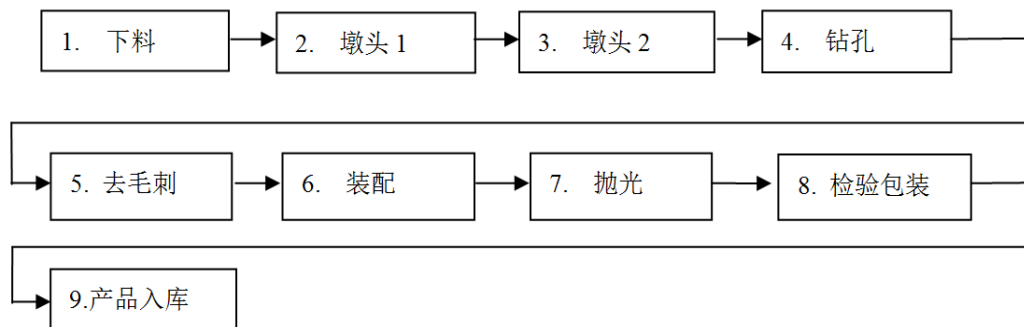 1. 下料
2. 墩头 1
3. 墩头 2
4. 钻孔
5. 去毛刺
6. 装配
7. 抛光
8. 检验包装
9.产品入库